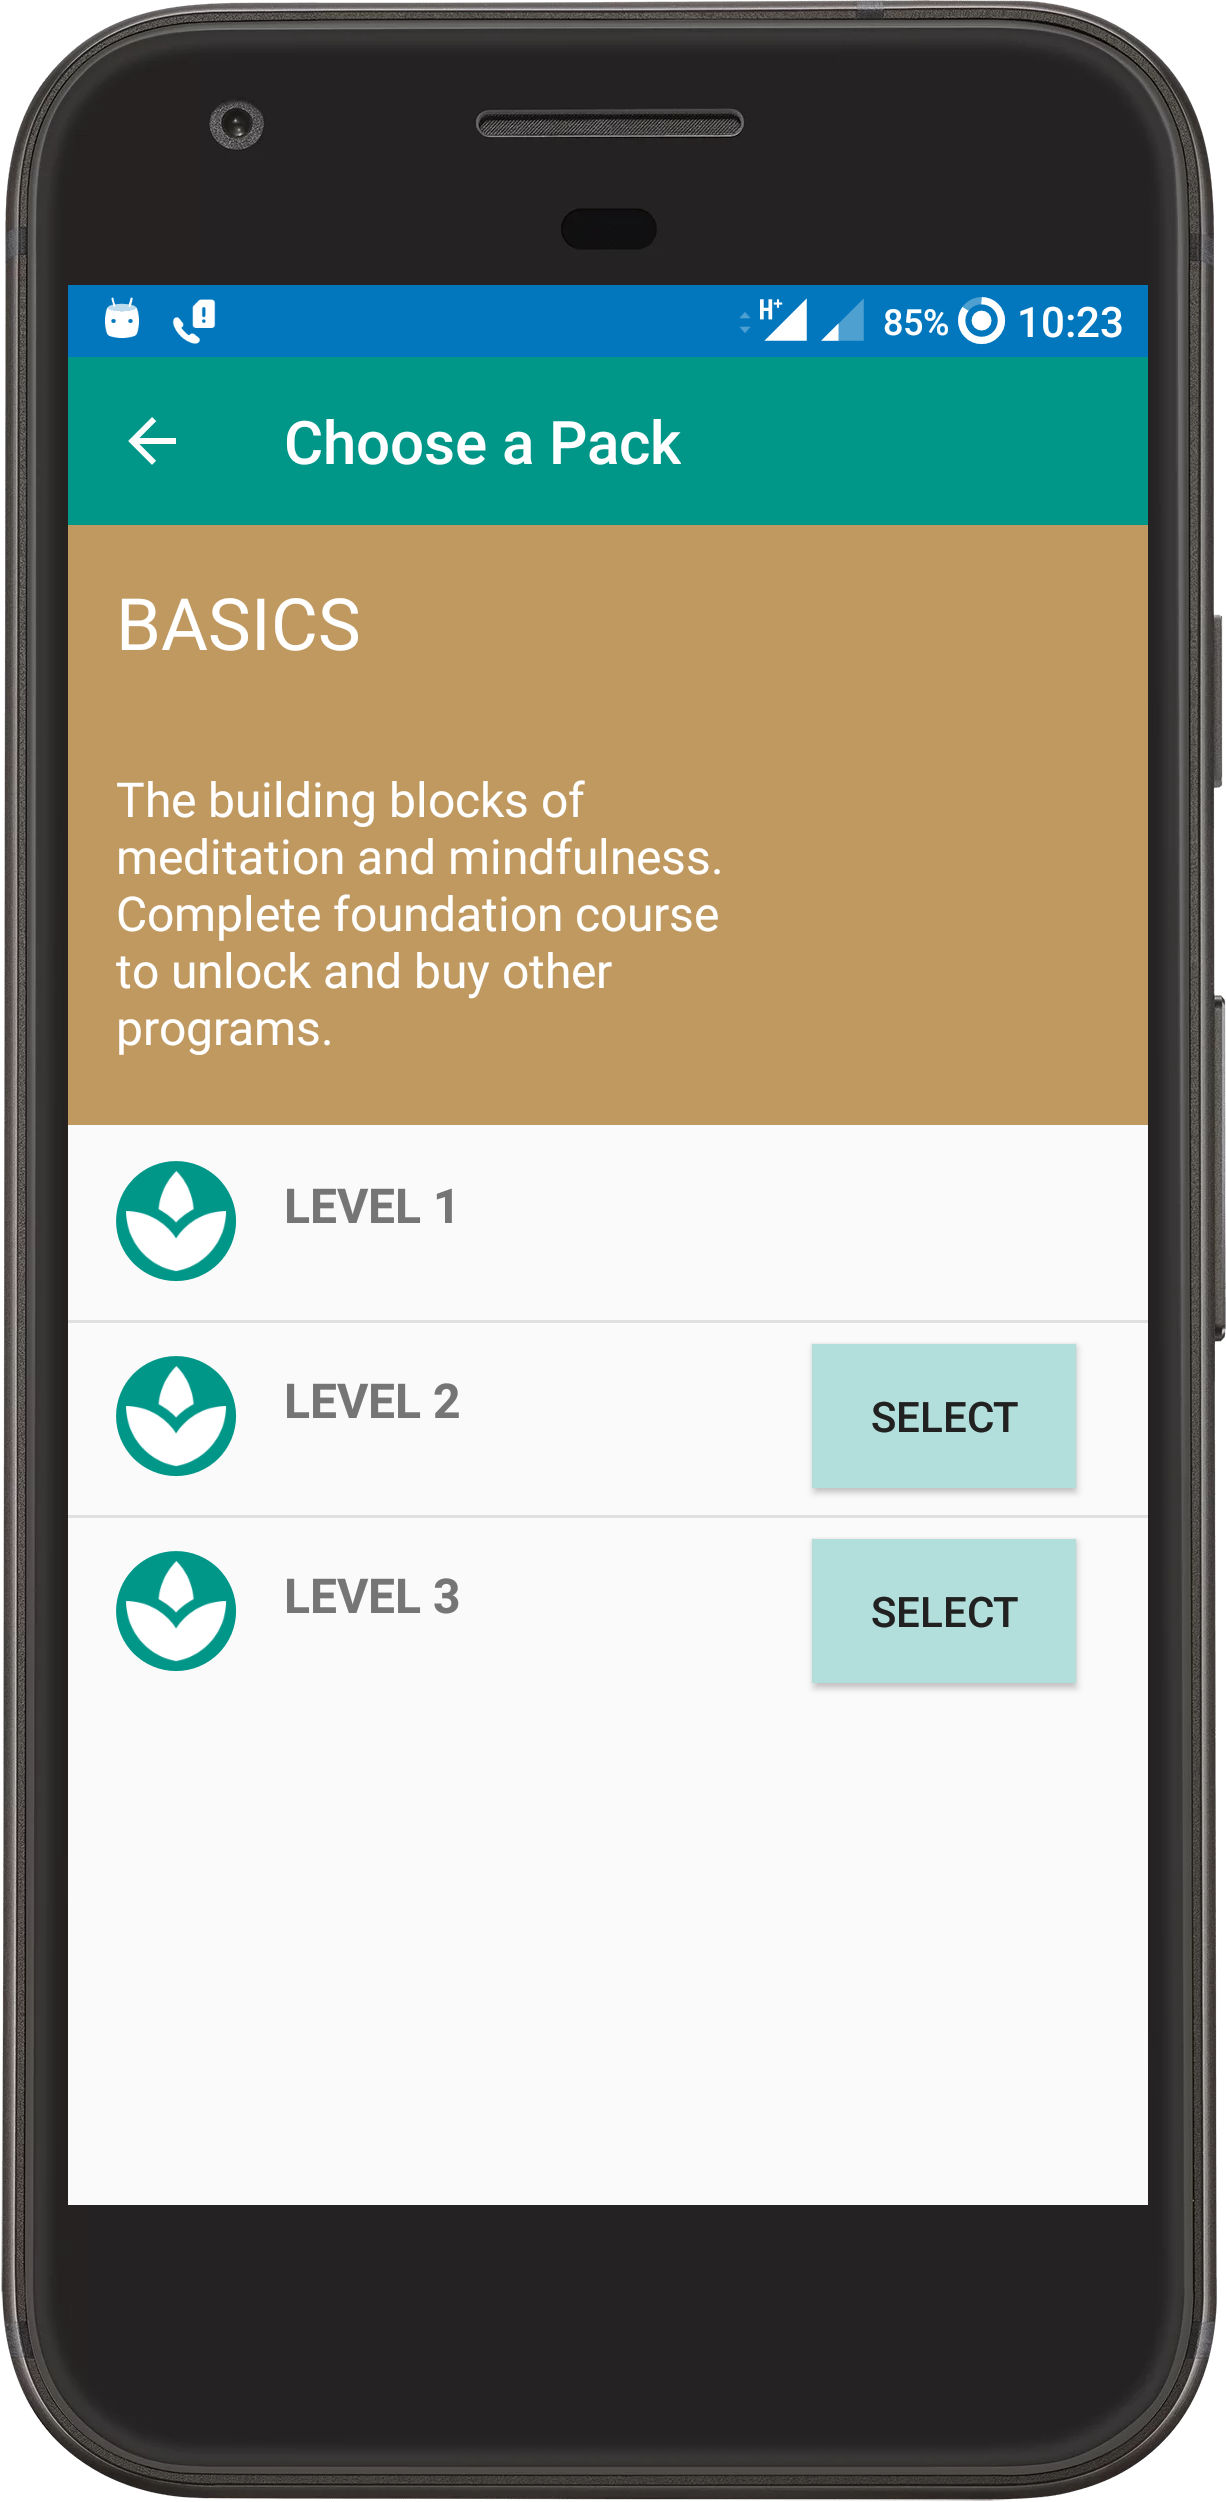 H+ 85% 10:23
Choose a Pack
BASICS
The building blocks of
meditation and mindfulness.
Complete foundation course
to unlock and buy other
programs.
LEVEL 1
LEVEL 2
SELECT
LEVEL 3
SELECT